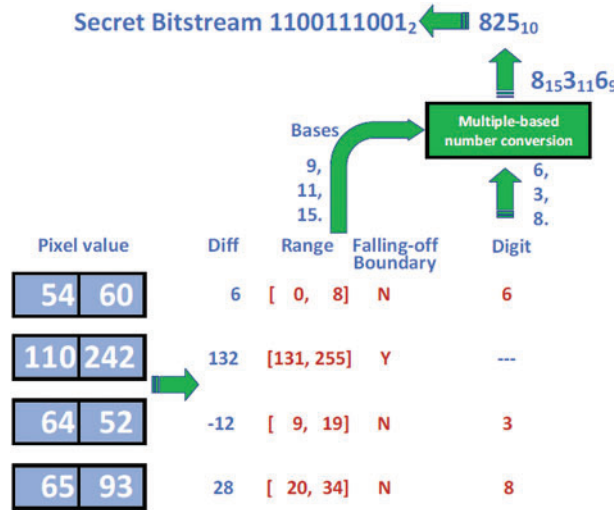 Secret Bitstream 1100111001₂ 825₁₀
8₁₅3₁₁6₉
Multiple-based
number conversion
Bases
9,
11,
15.
6,
3,
8.
Pixel value Diff Range Falling-off Boundary Digit
54 60 6 [ 0, 8] N 6
110 242 132 [131, 255] Y ---
64 52 -12 [ 9, 19] N 3
65 93 28 [ 20, 34] N 8